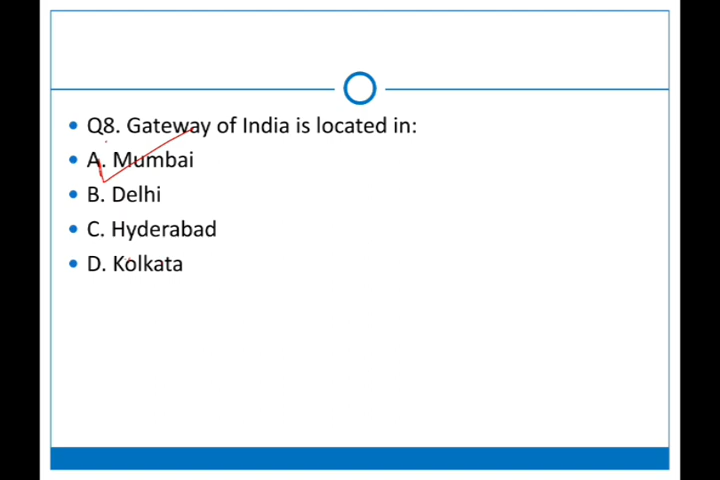 Q8. Gateway of India is located in:
A. Mumbai
B. Delhi
C. Hyderabad
D. Kolkata